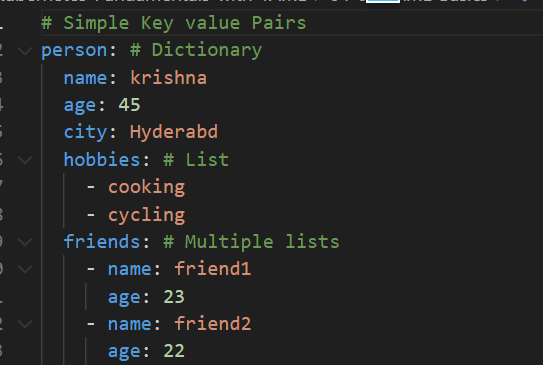 # Simple Key value Pairs
person: # Dictionary
name: krishna
age: 45
city: Hyderabd
hobbies: # List
- cooking
- cycling
friends: # Multiple lists
- name: friend1
age: 23
- name: friend2
age: 22